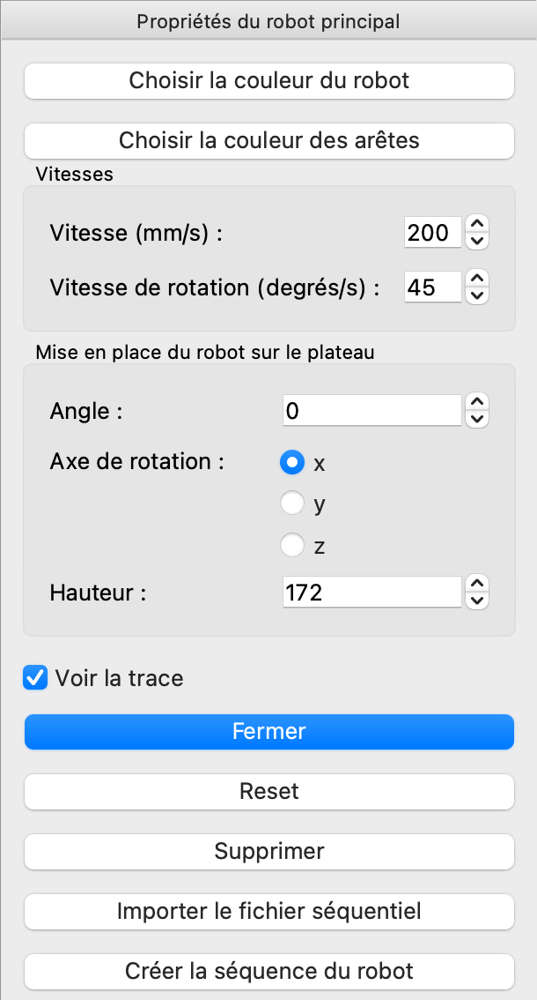 Propriétés du robot principal
Choisir la couleur du robot
Choisir la couleur des arêtes
Vitesses
Vitesse (mm/s) : 200
Vitesse de rotation (degrés/s) : 45
Mise en place du robot sur le plateau
Angle : 0
Axe de rotation : x
y
z
Hauteur : 172
Voir la trace
Fermer
Reset
Supprimer
Importer le fichier séquentiel
Créer la séquence du robot